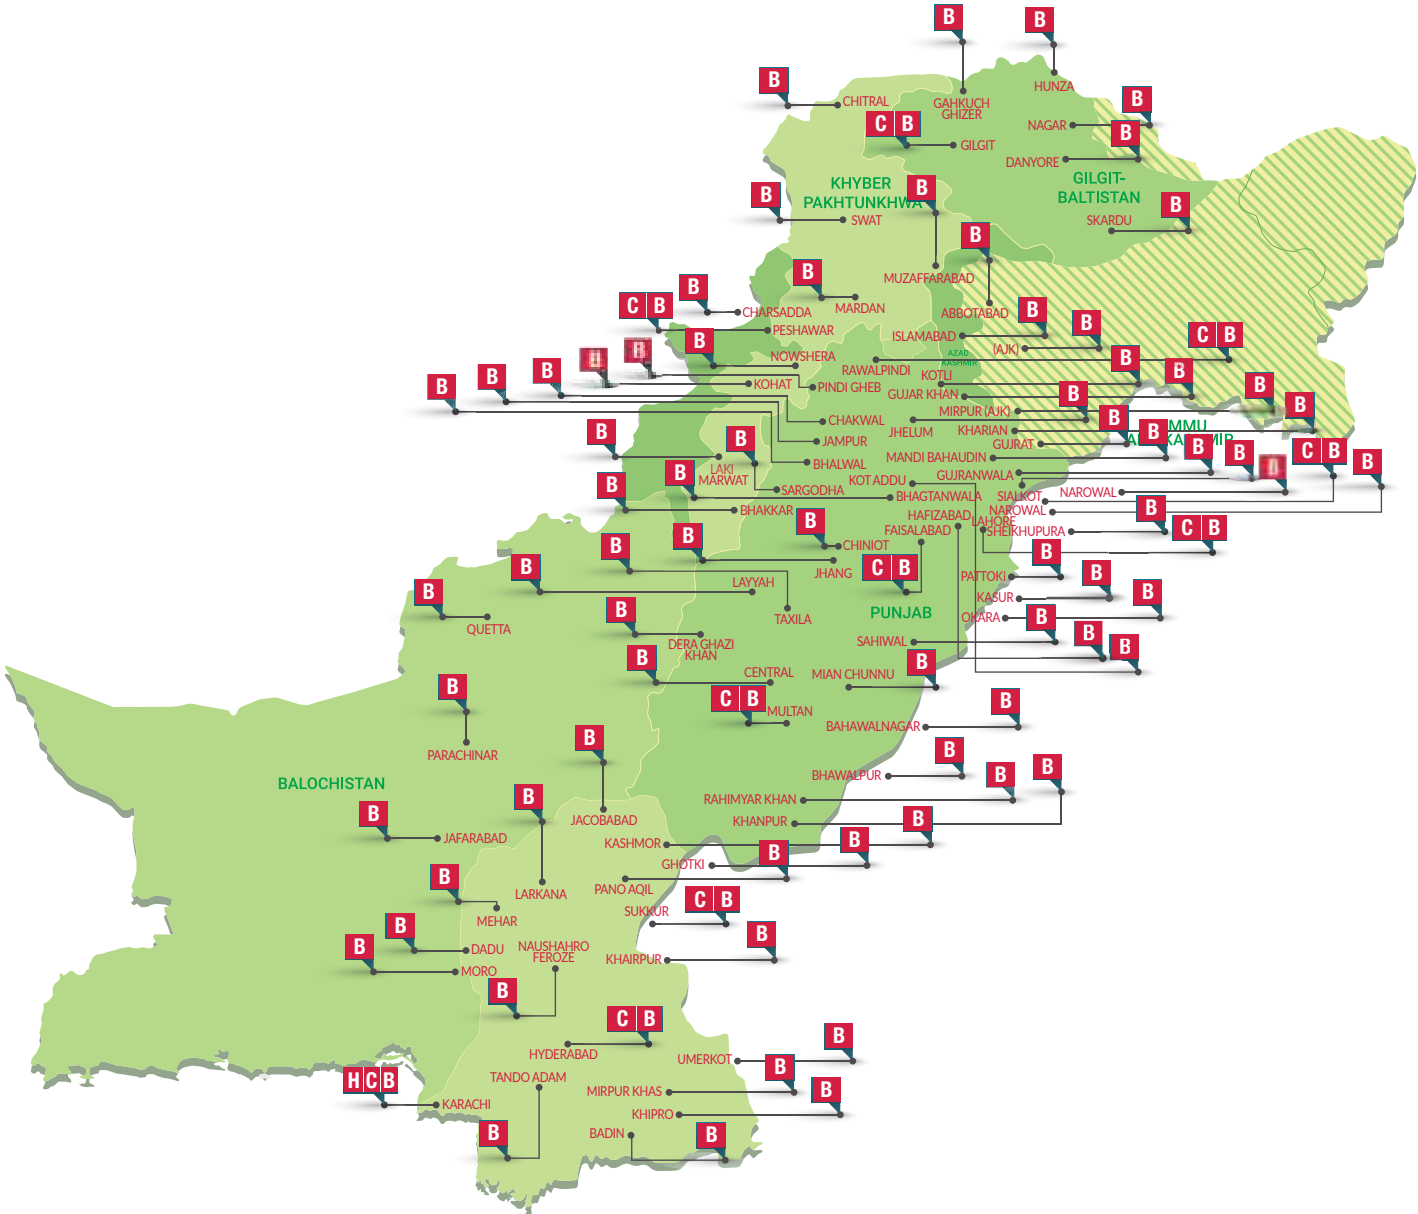 B
B
B
HUNZA
CHITRAL
GAHKUCH
GHIZER
B
C B
NAGAR
B
GILGIT
DANYORE
KHYBER
PAKHTUNKHWA
B
GILGIT-
BALTISTAN
B
SWAT
SKARDU
B
B
B
MUZAFFARABAD
B
MARDAN
CHARSADDA
C B
PESHAWAR
ABBOTABAD
B
ISLAMABAD
B
(AJK)
C B
B
NOWSHERA
AZAD
KASHMIR
RAWALPINDI
KOTLI
B
KOHAT
PINDI GHEB
GUJAR KHAN
B
B
B
B
MIRPUR (AJK)
B
B
B
CHAKWAL
JHELUM
KHARIAN
B
B
JAMPUR
GUJRAT
B
B
BHALWAL
MANDI BAHAUDIN
B
LAKI
MARWAT
B
KOT ADDU
GUJRANWALA
B
B
C B
B
SARGODHA
BHAGTANWALA
SIALKOT
NAROWAL
B
BHAKKAR
HAFIZABAD
NAROWAL
LAHORE
B
FAISALABAD
SHEIKHUPURA
C B
B
CHINIOT
B
B
JHANG
C B
PATTOKI
B
B
LAYYAH
KASUR
B
B
QUETTA
TAXILA
PUNJAB
OKARA
B
B
DERA GHAZI
KHAN
SAHIWAL
B
B
B
B
CENTRAL
MIAN CHUNNU
B
B
C B
MULTAN
BAHAWALNAGAR
B
PARACHINAR
B
BALOCHISTAN
BHAWALPUR
B
RAHIMYAR KHAN
B
B
B
JACOBABAD
KHANPUR
B
JAFARABAD
KASHMOR
B
GHOTKI
B
B
LARKANA
PANO AQIL
B
B
MEHAR
SUKKUR
C B
B
DADU
NAUSHAHRO
FEROZE
KHAIRPUR
B
B
MORO
B
C B
HYDERABAD
UMERKOT
B
H C B
KARACHI
TANDO ADAM
MIRPUR KHAS
B
KHIPRO
B
B
BADIN
B